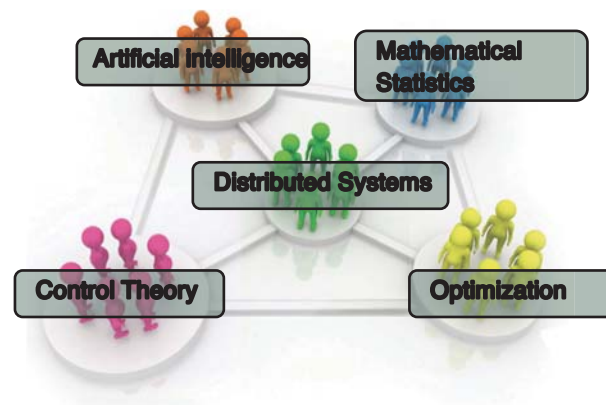 Artificial Intelligence
Mathematical
Statistics
Distributed Systems
Control Theory
Optimization